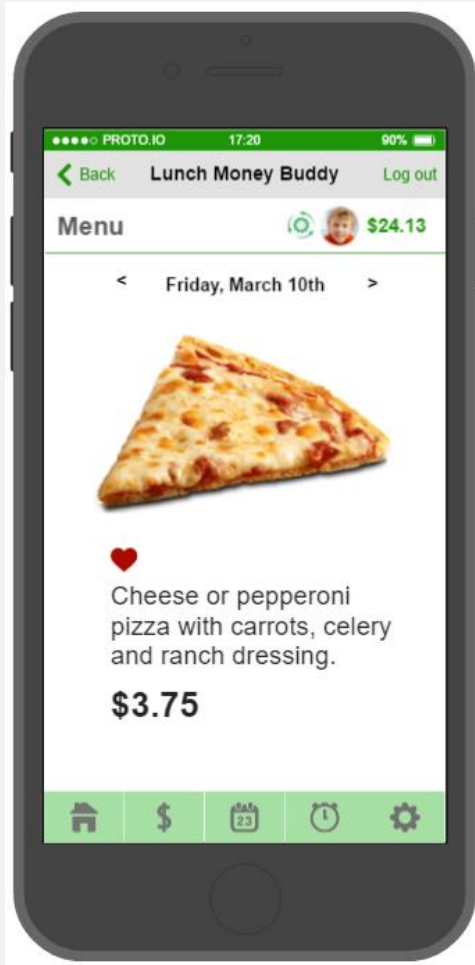 PROTO.IO 17:20 90%
Back Lunch Money Buddy Log out
Menu $24.13
< Friday, March 10th >
Cheese or pepperoni
pizza with carrots, celery
and ranch dressing.
$3.75
$ 23